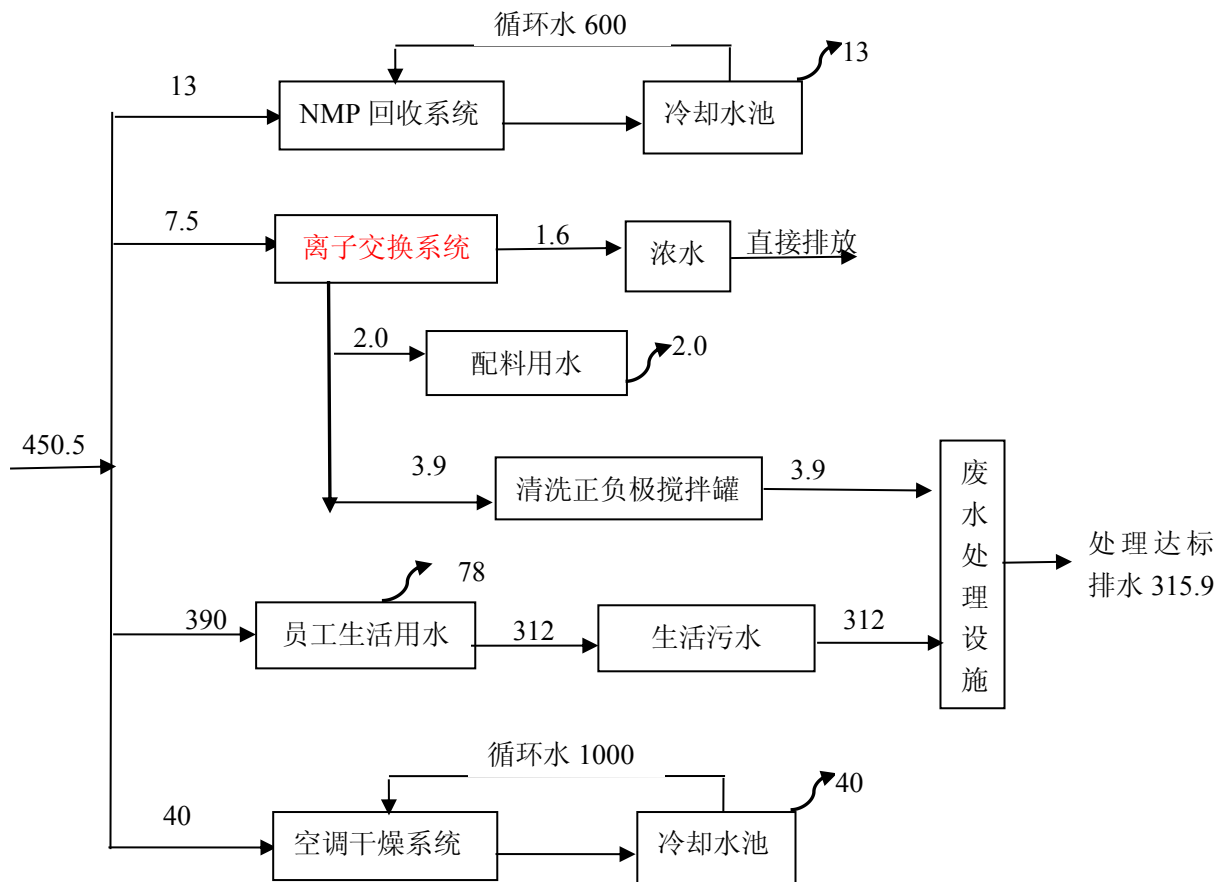 循环水 600
13
13
NMP 回收系统
冷却水池
7.5
离子交换系统
1.6
浓水
直接排放
2.0
配料用水
2.0
450.5
3.9
清洗正负极搅拌罐
3.9
废水处理设施
处理达标
排水 315.9
78
390
员工生活用水
312
生活污水
312
循环水 1000
40
40
空调干燥系统
冷却水池